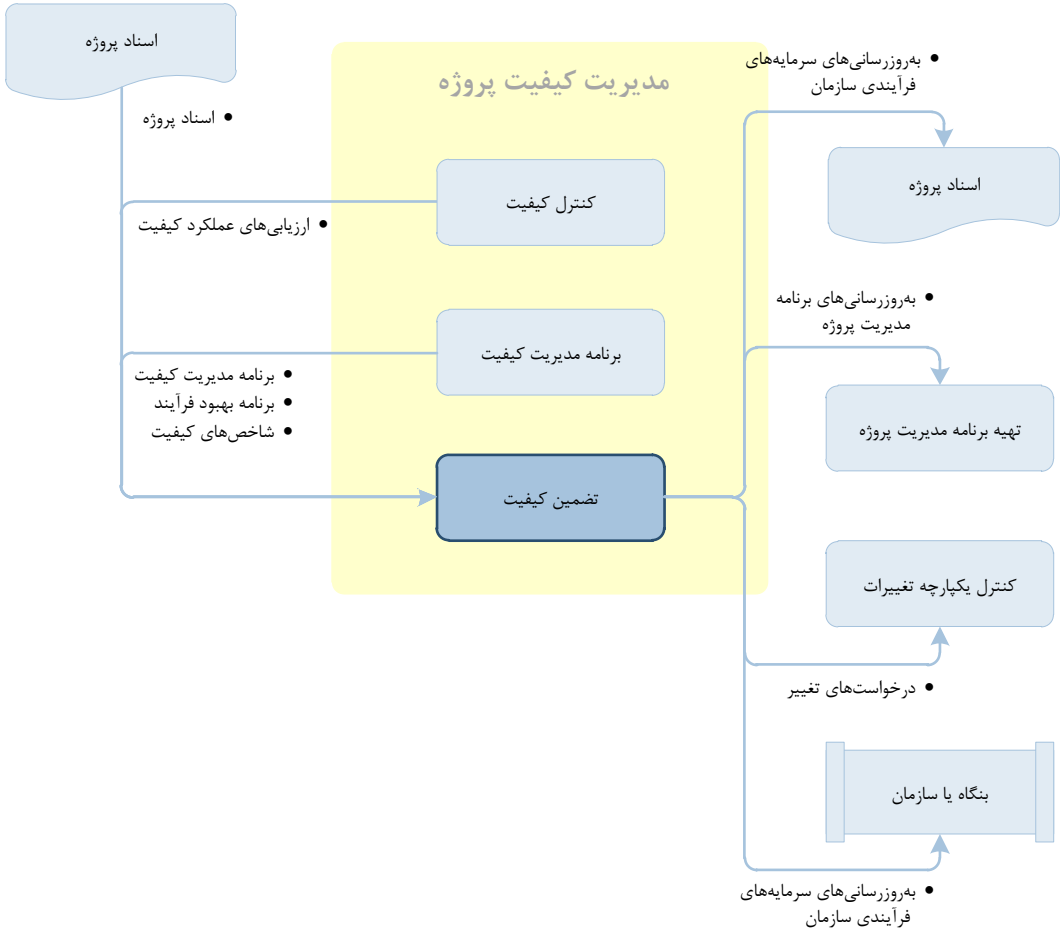 اسناد پروژه
• اسناد پروژه
مدیریت کیفیت پروژه
کنترل کیفیت
• ارزیابی‌های عملکرد کیفیت
برنامه مدیریت کیفیت
• برنامه مدیریت کیفیت
• برنامه بهبود فرآیند
• شاخص‌های کیفیت
تضمین کیفیت
• به‌روزرسانی‌های سرمایه‌های
فرآیندی سازمان
اسناد پروژه
• به‌روزرسانی‌های برنامه
مدیریت پروژه
تهیه برنامه مدیریت پروژه
کنترل یکپارچه تغییرات
• درخواست‌های تغییر
بنگاه یا سازمان
• به‌روزرسانی‌های سرمایه‌های
فرآیندی سازمان